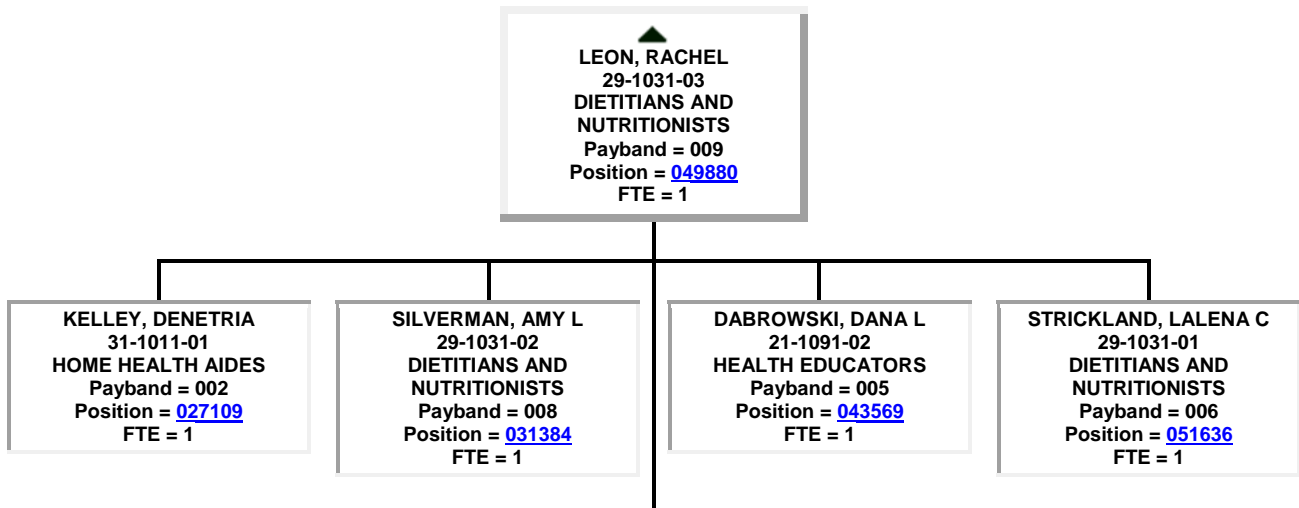 LEON, RACHEL
29-1031-03
DIETITIANS AND
NUTRITIONISTS
Payband = 009
Position = 049880
FTE = 1
KELLEY, DENETRIA
31-1011-01
HOME HEALTH AIDES
Payband = 002
Position = 027109
FTE = 1
SILVERMAN, AMY L
29-1031-02
DIETITIANS AND
NUTRITIONISTS
Payband = 008
Position = 031384
FTE = 1
DABROWSKI, DANA L
21-1091-02
HEALTH EDUCATORS
Payband = 005
Position = 043569
FTE = 1
STRICKLAND, LALENA C
29-1031-01
DIETITIANS AND
NUTRITIONISTS
Payband = 006
Position = 051636
FTE = 1